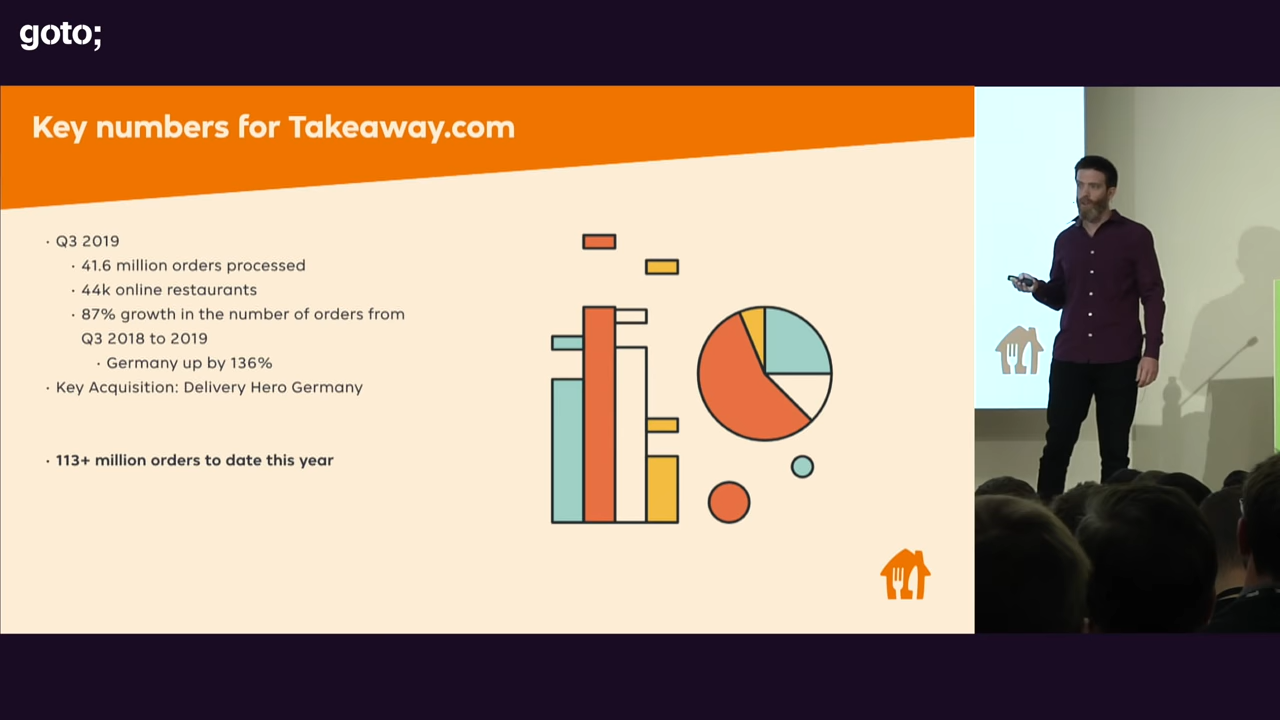 goto;
Key numbers for Takeaway.com
· Q3 2019
· 41.6 million orders processed
· 44k online restaurants
· 87% growth in the number of orders from
Q3 2018 to 2019
· Germany up by 136%
· Key Acquisition: Delivery Hero Germany
· 113+ million orders to date this year